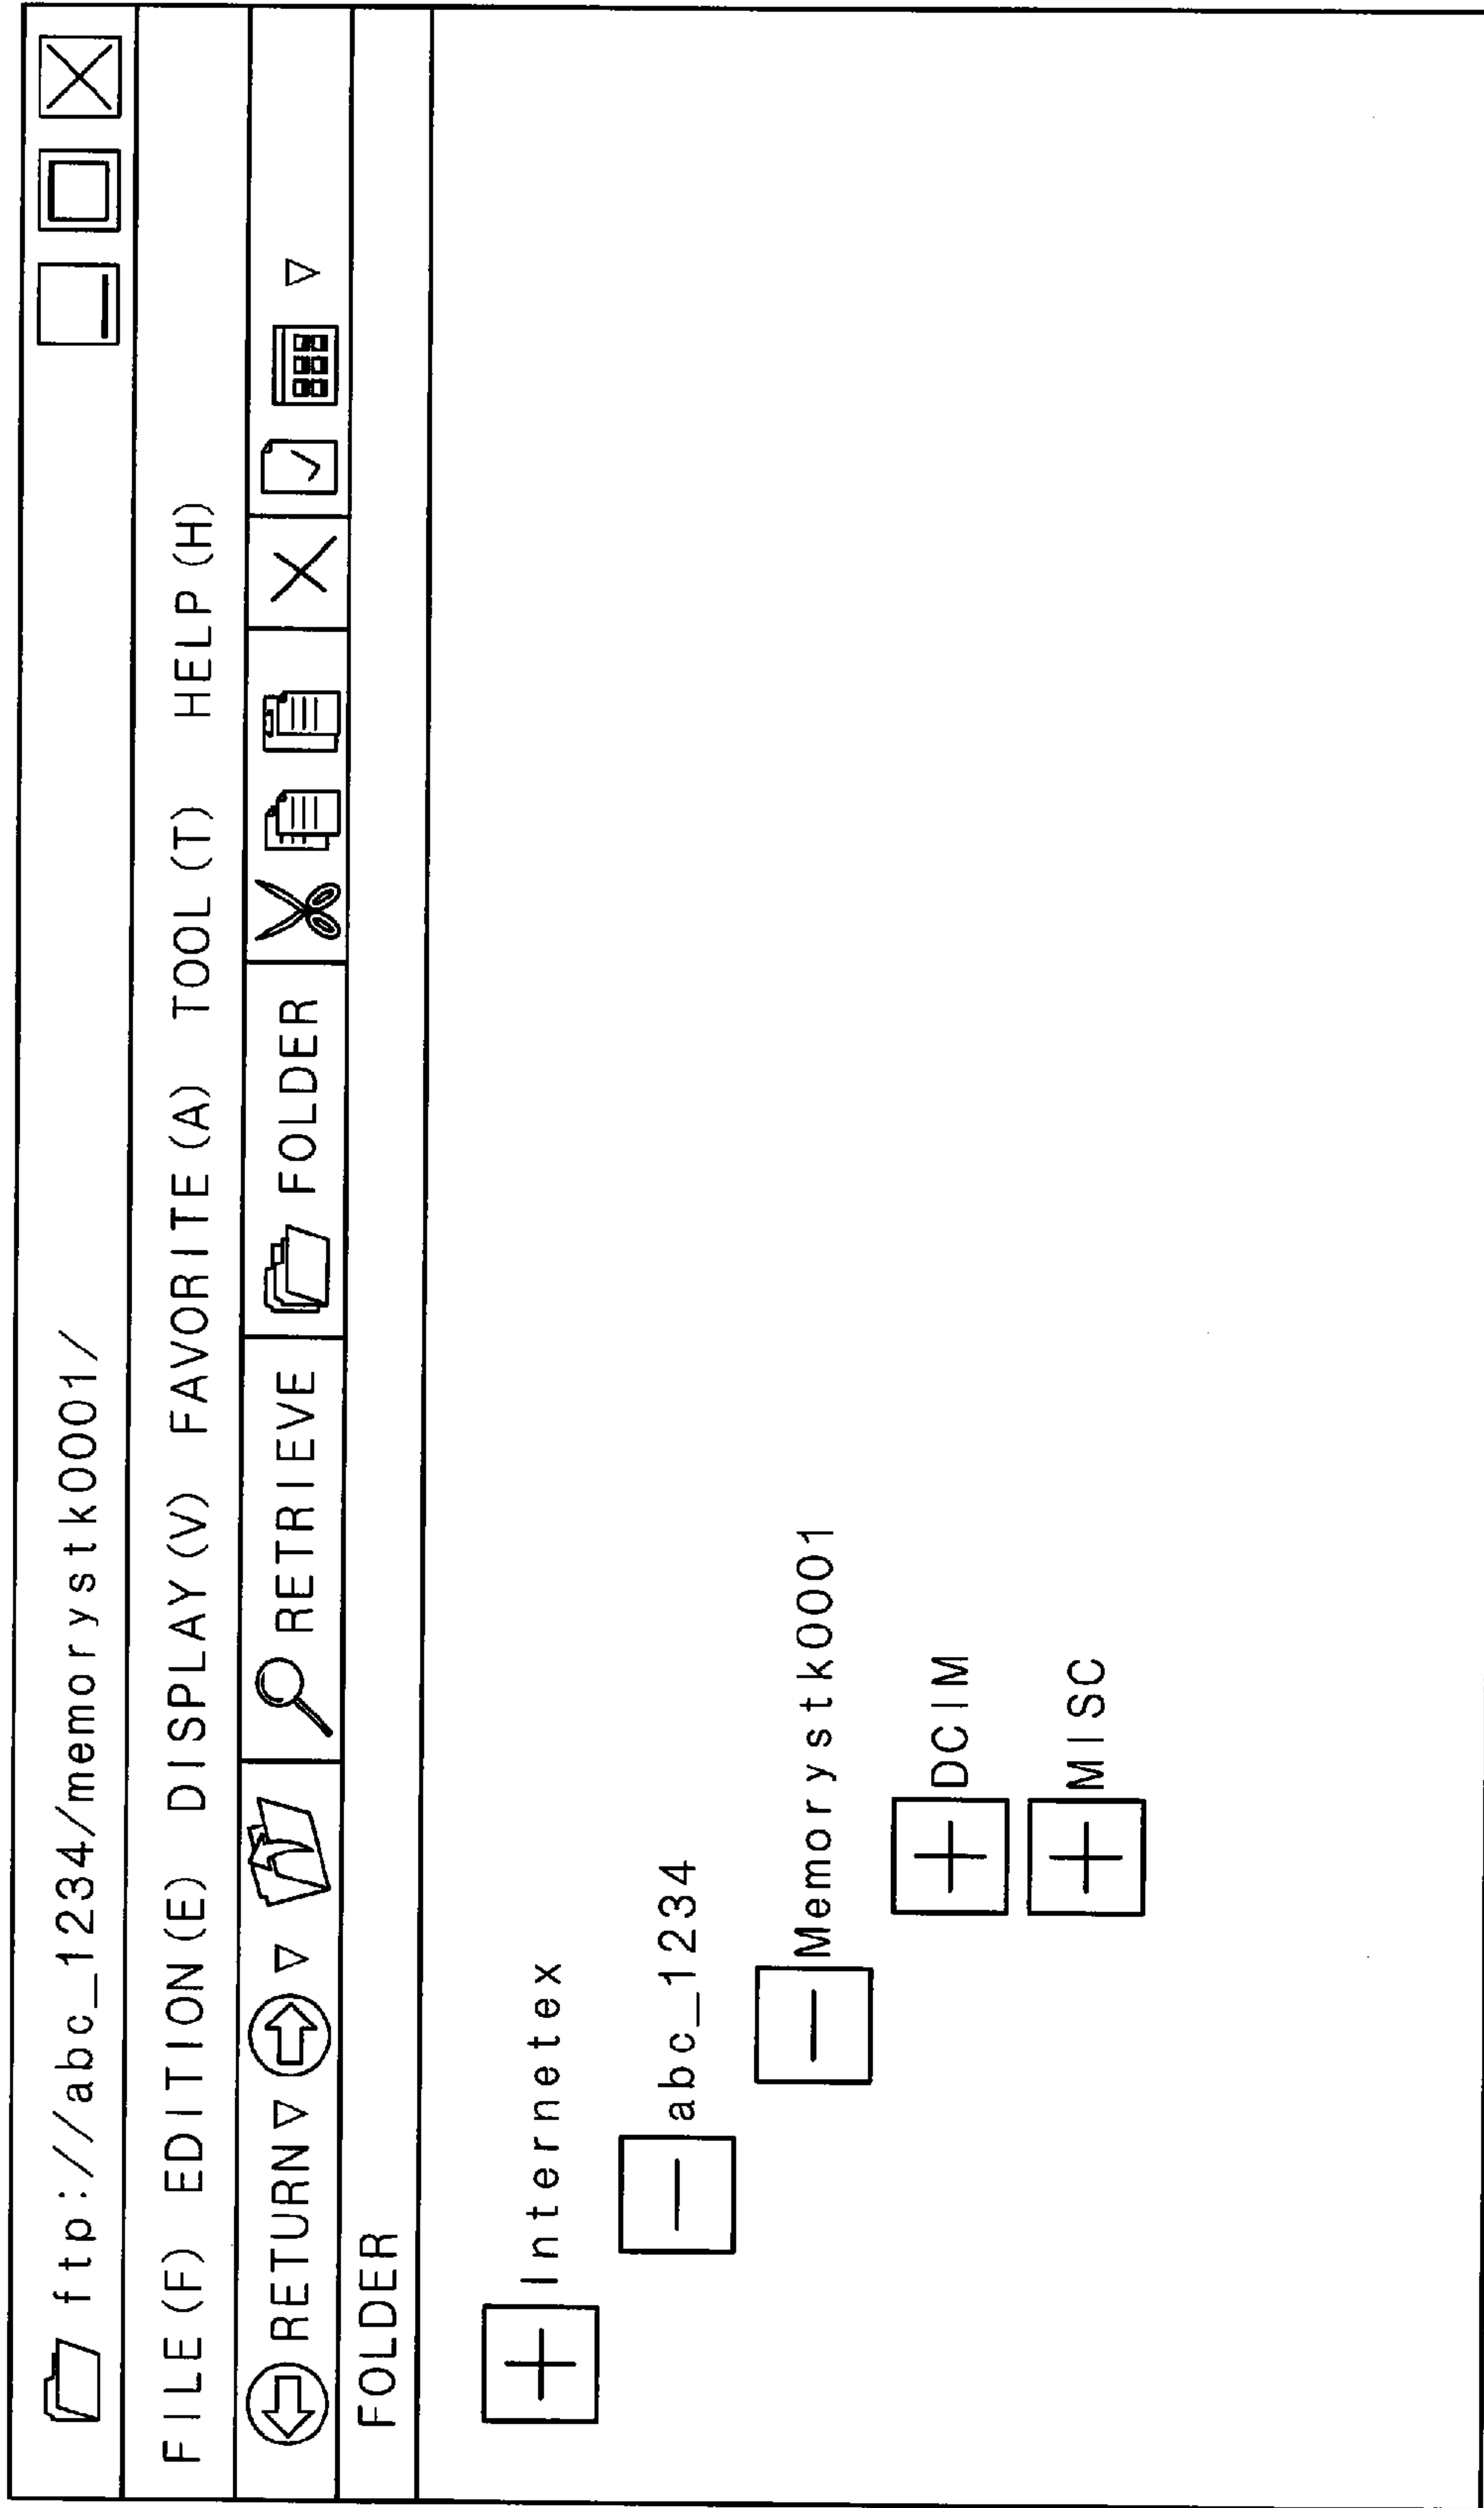 ftp://abc_1234/memorystk0001/
FILE(F) EDITION(E) DISPLAY(V) FAVORITE(A) TOOL(T) HELP(H)
RETURN RETRIEVE FOLDER
FOLDER
Internetex
abc_1234
Memorystk0001
DCIM
MISC